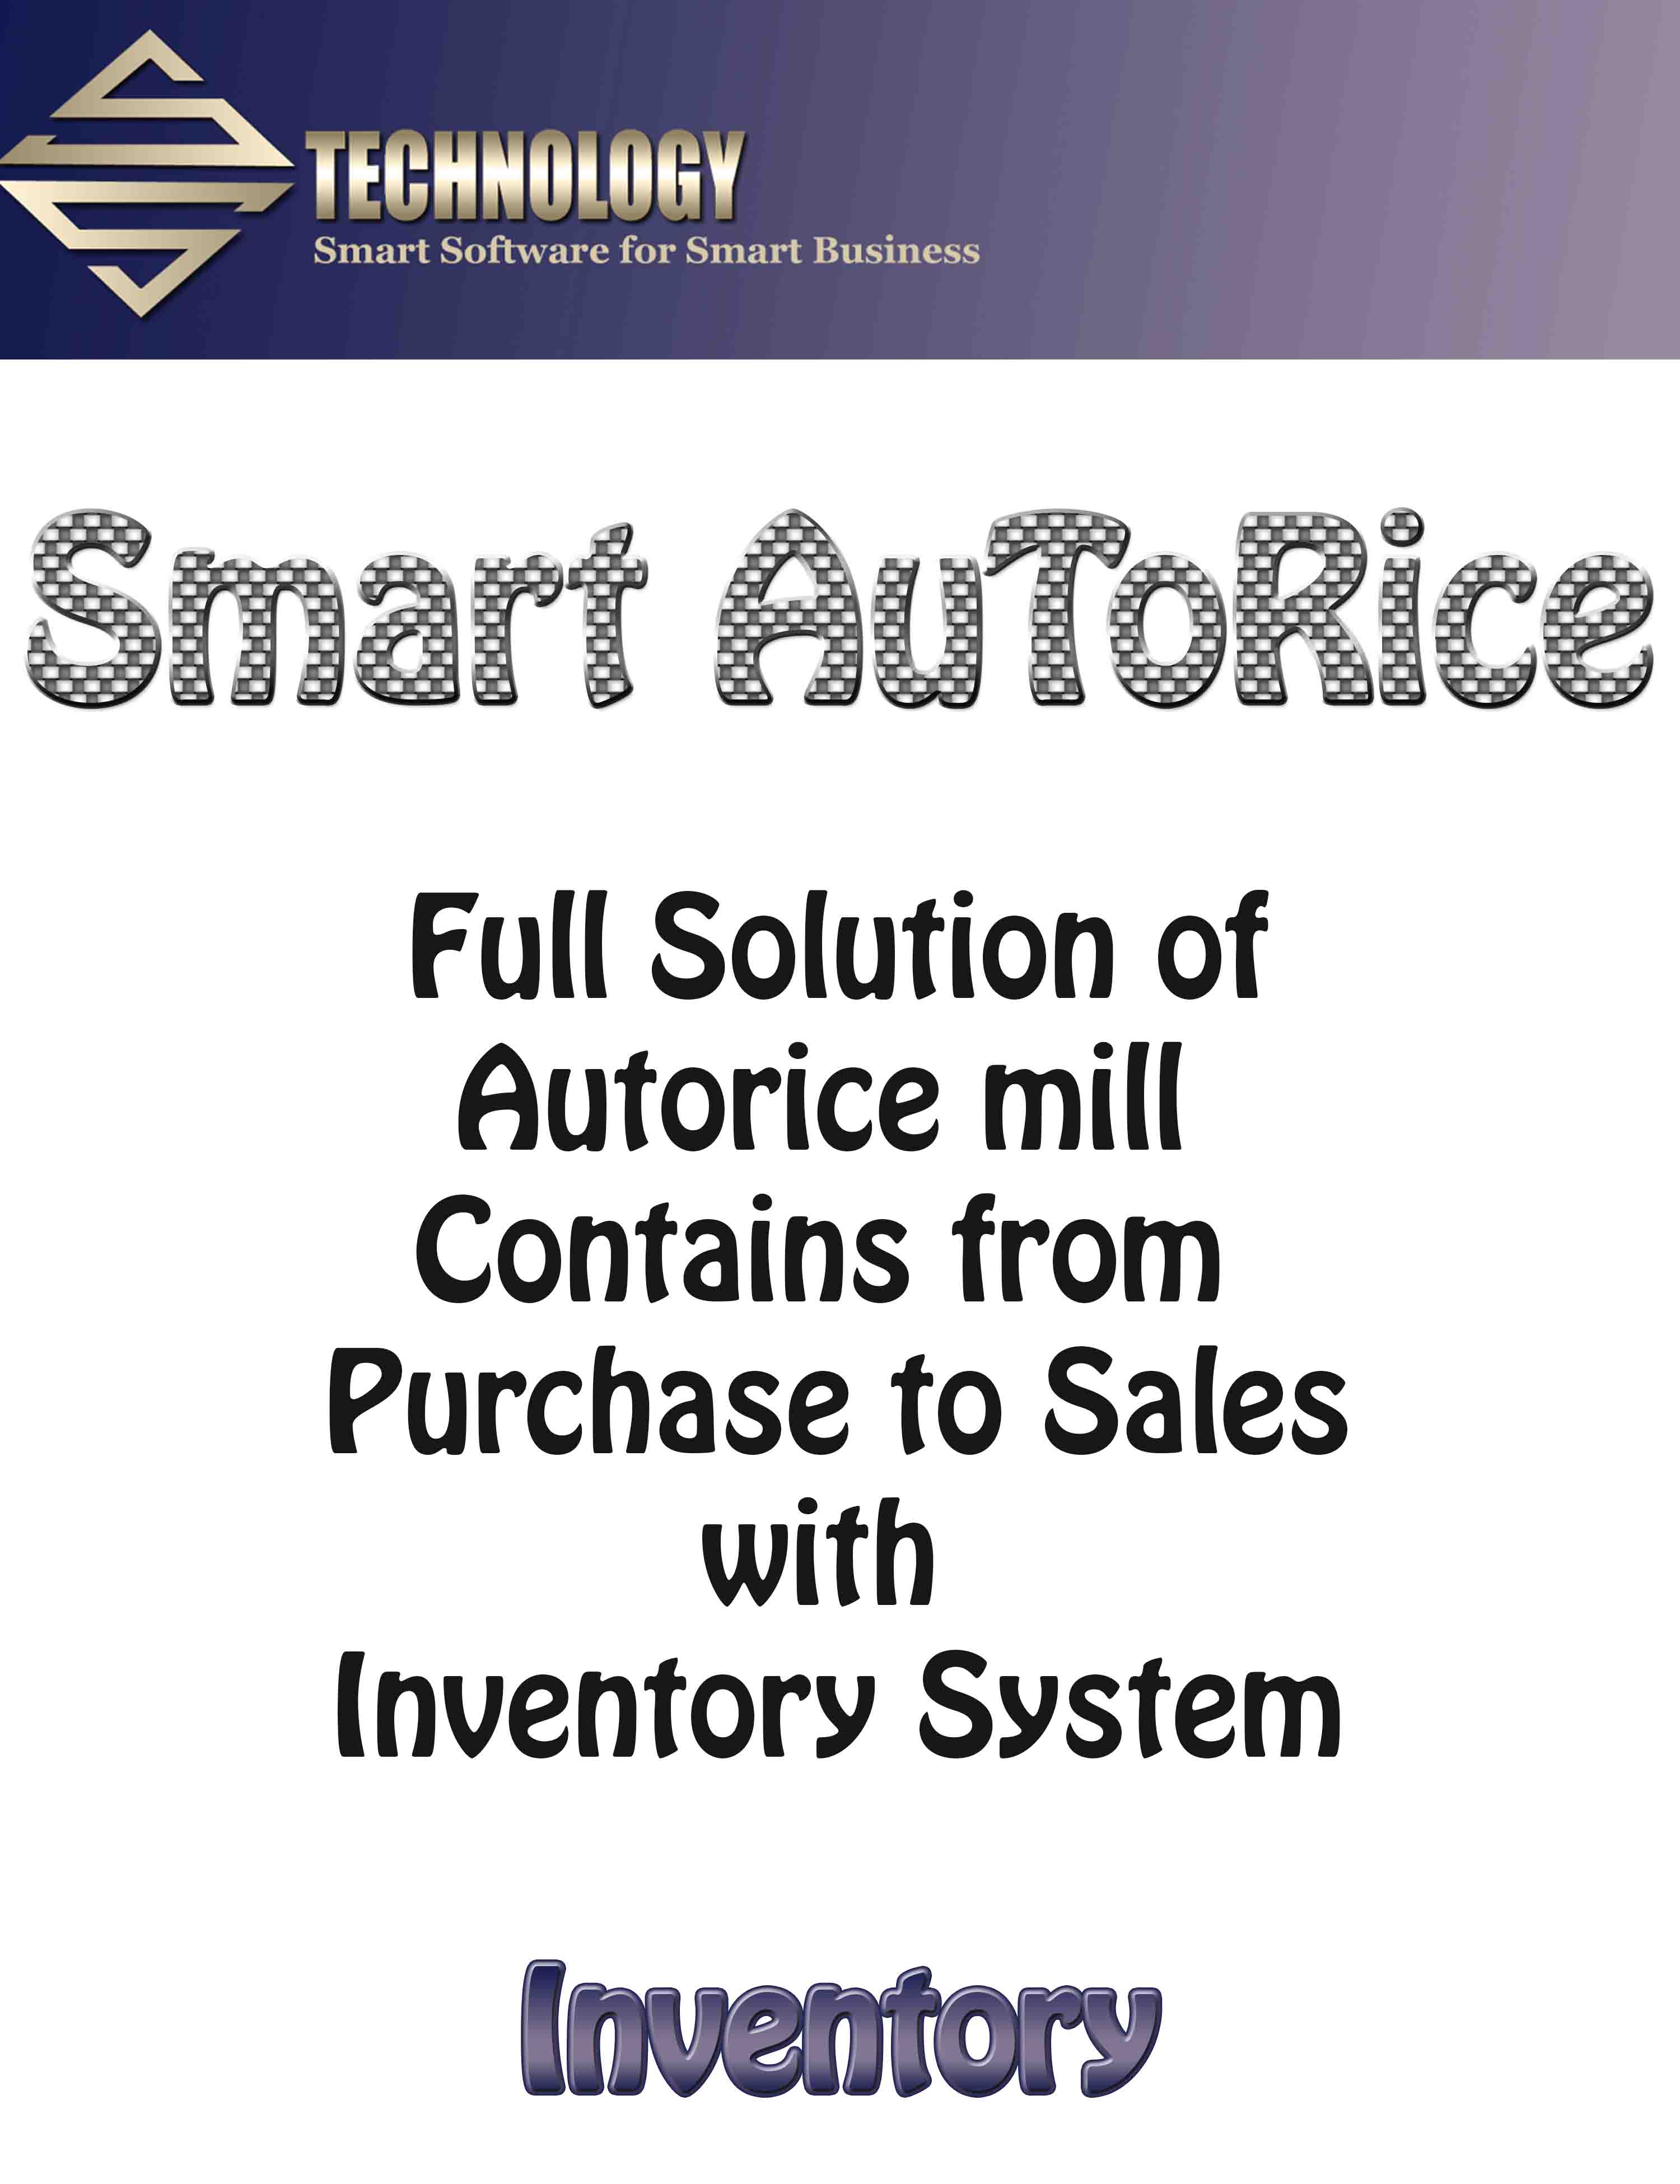 TECHNOLOGY
Smart Software for Smart Business
Smart AuToRice
Full Solution of
Autorice mill
Contains from
Purchase to Sales
with
Inventory System
Inventory